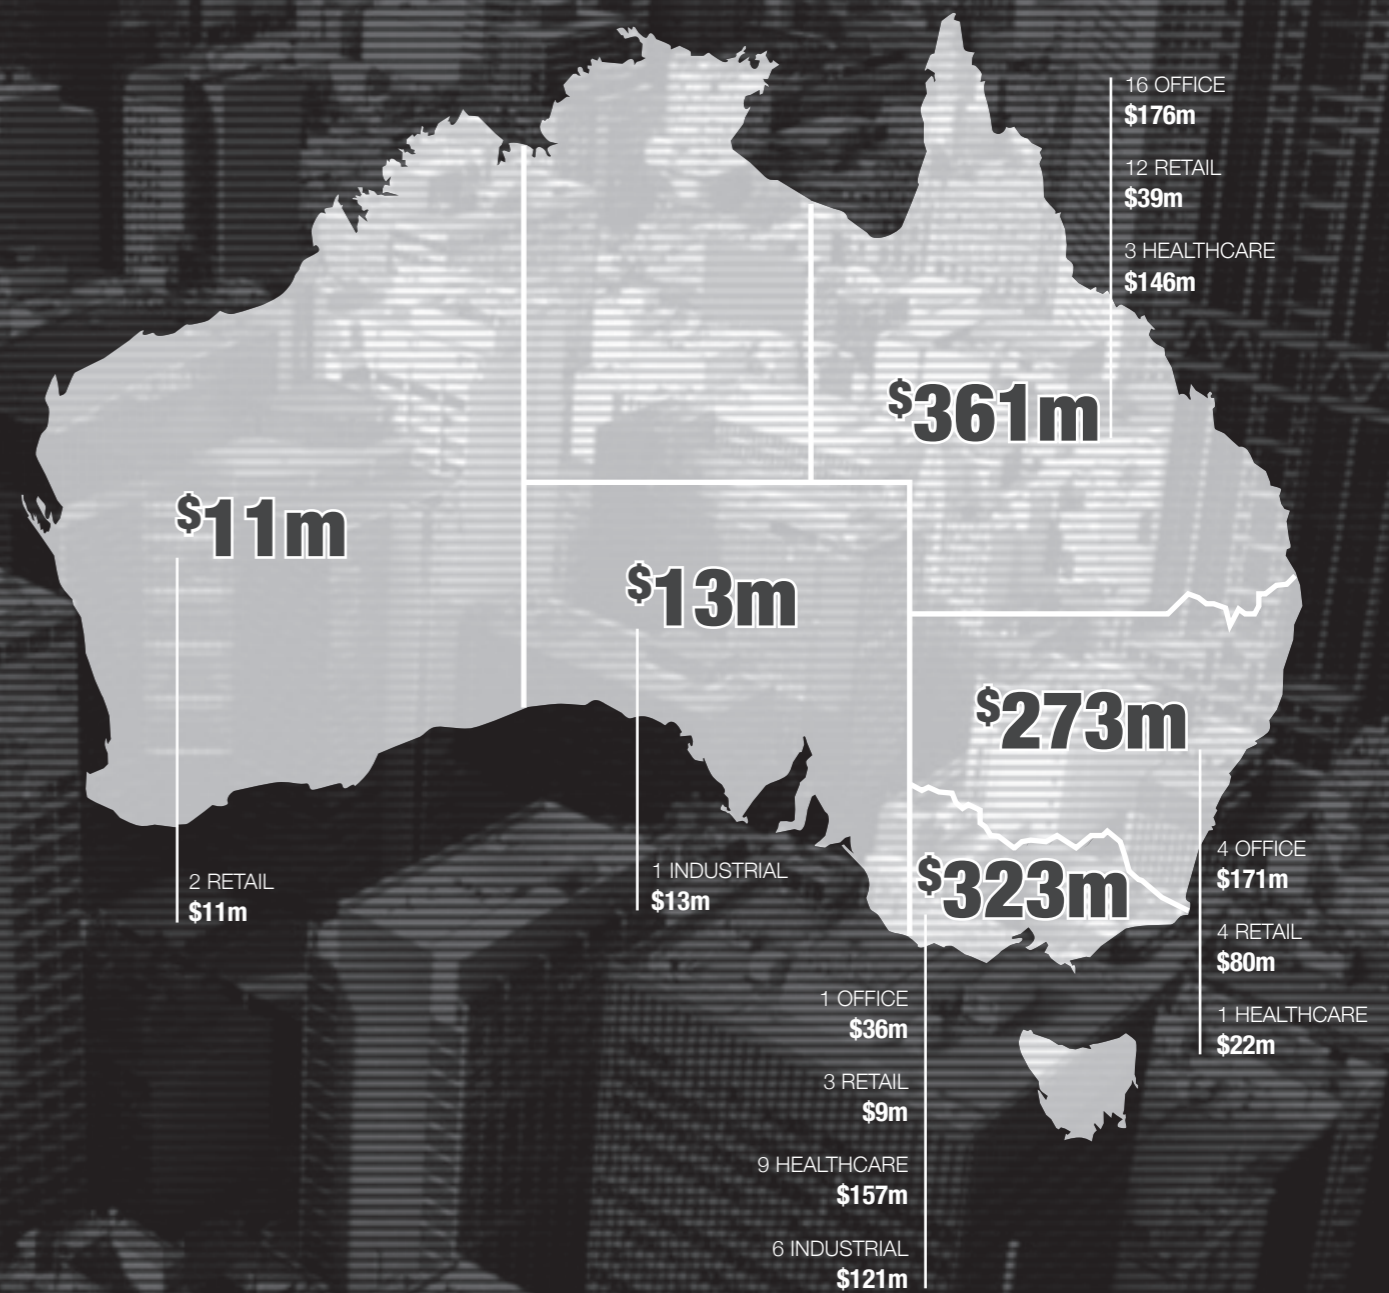 16 OFFICE
$176m
12 RETAIL
$39m
3 HEALTHCARE
$146m
$361m
$11m
$13m
$273m
$323m
2 RETAIL
$11m
1 INDUSTRIAL
$13m
4 OFFICE
$171m
4 RETAIL
$80m
1 HEALTHCARE
$22m
1 OFFICE
$36m
3 RETAIL
$9m
9 HEALTHCARE
$157m
6 INDUSTRIAL
$121m